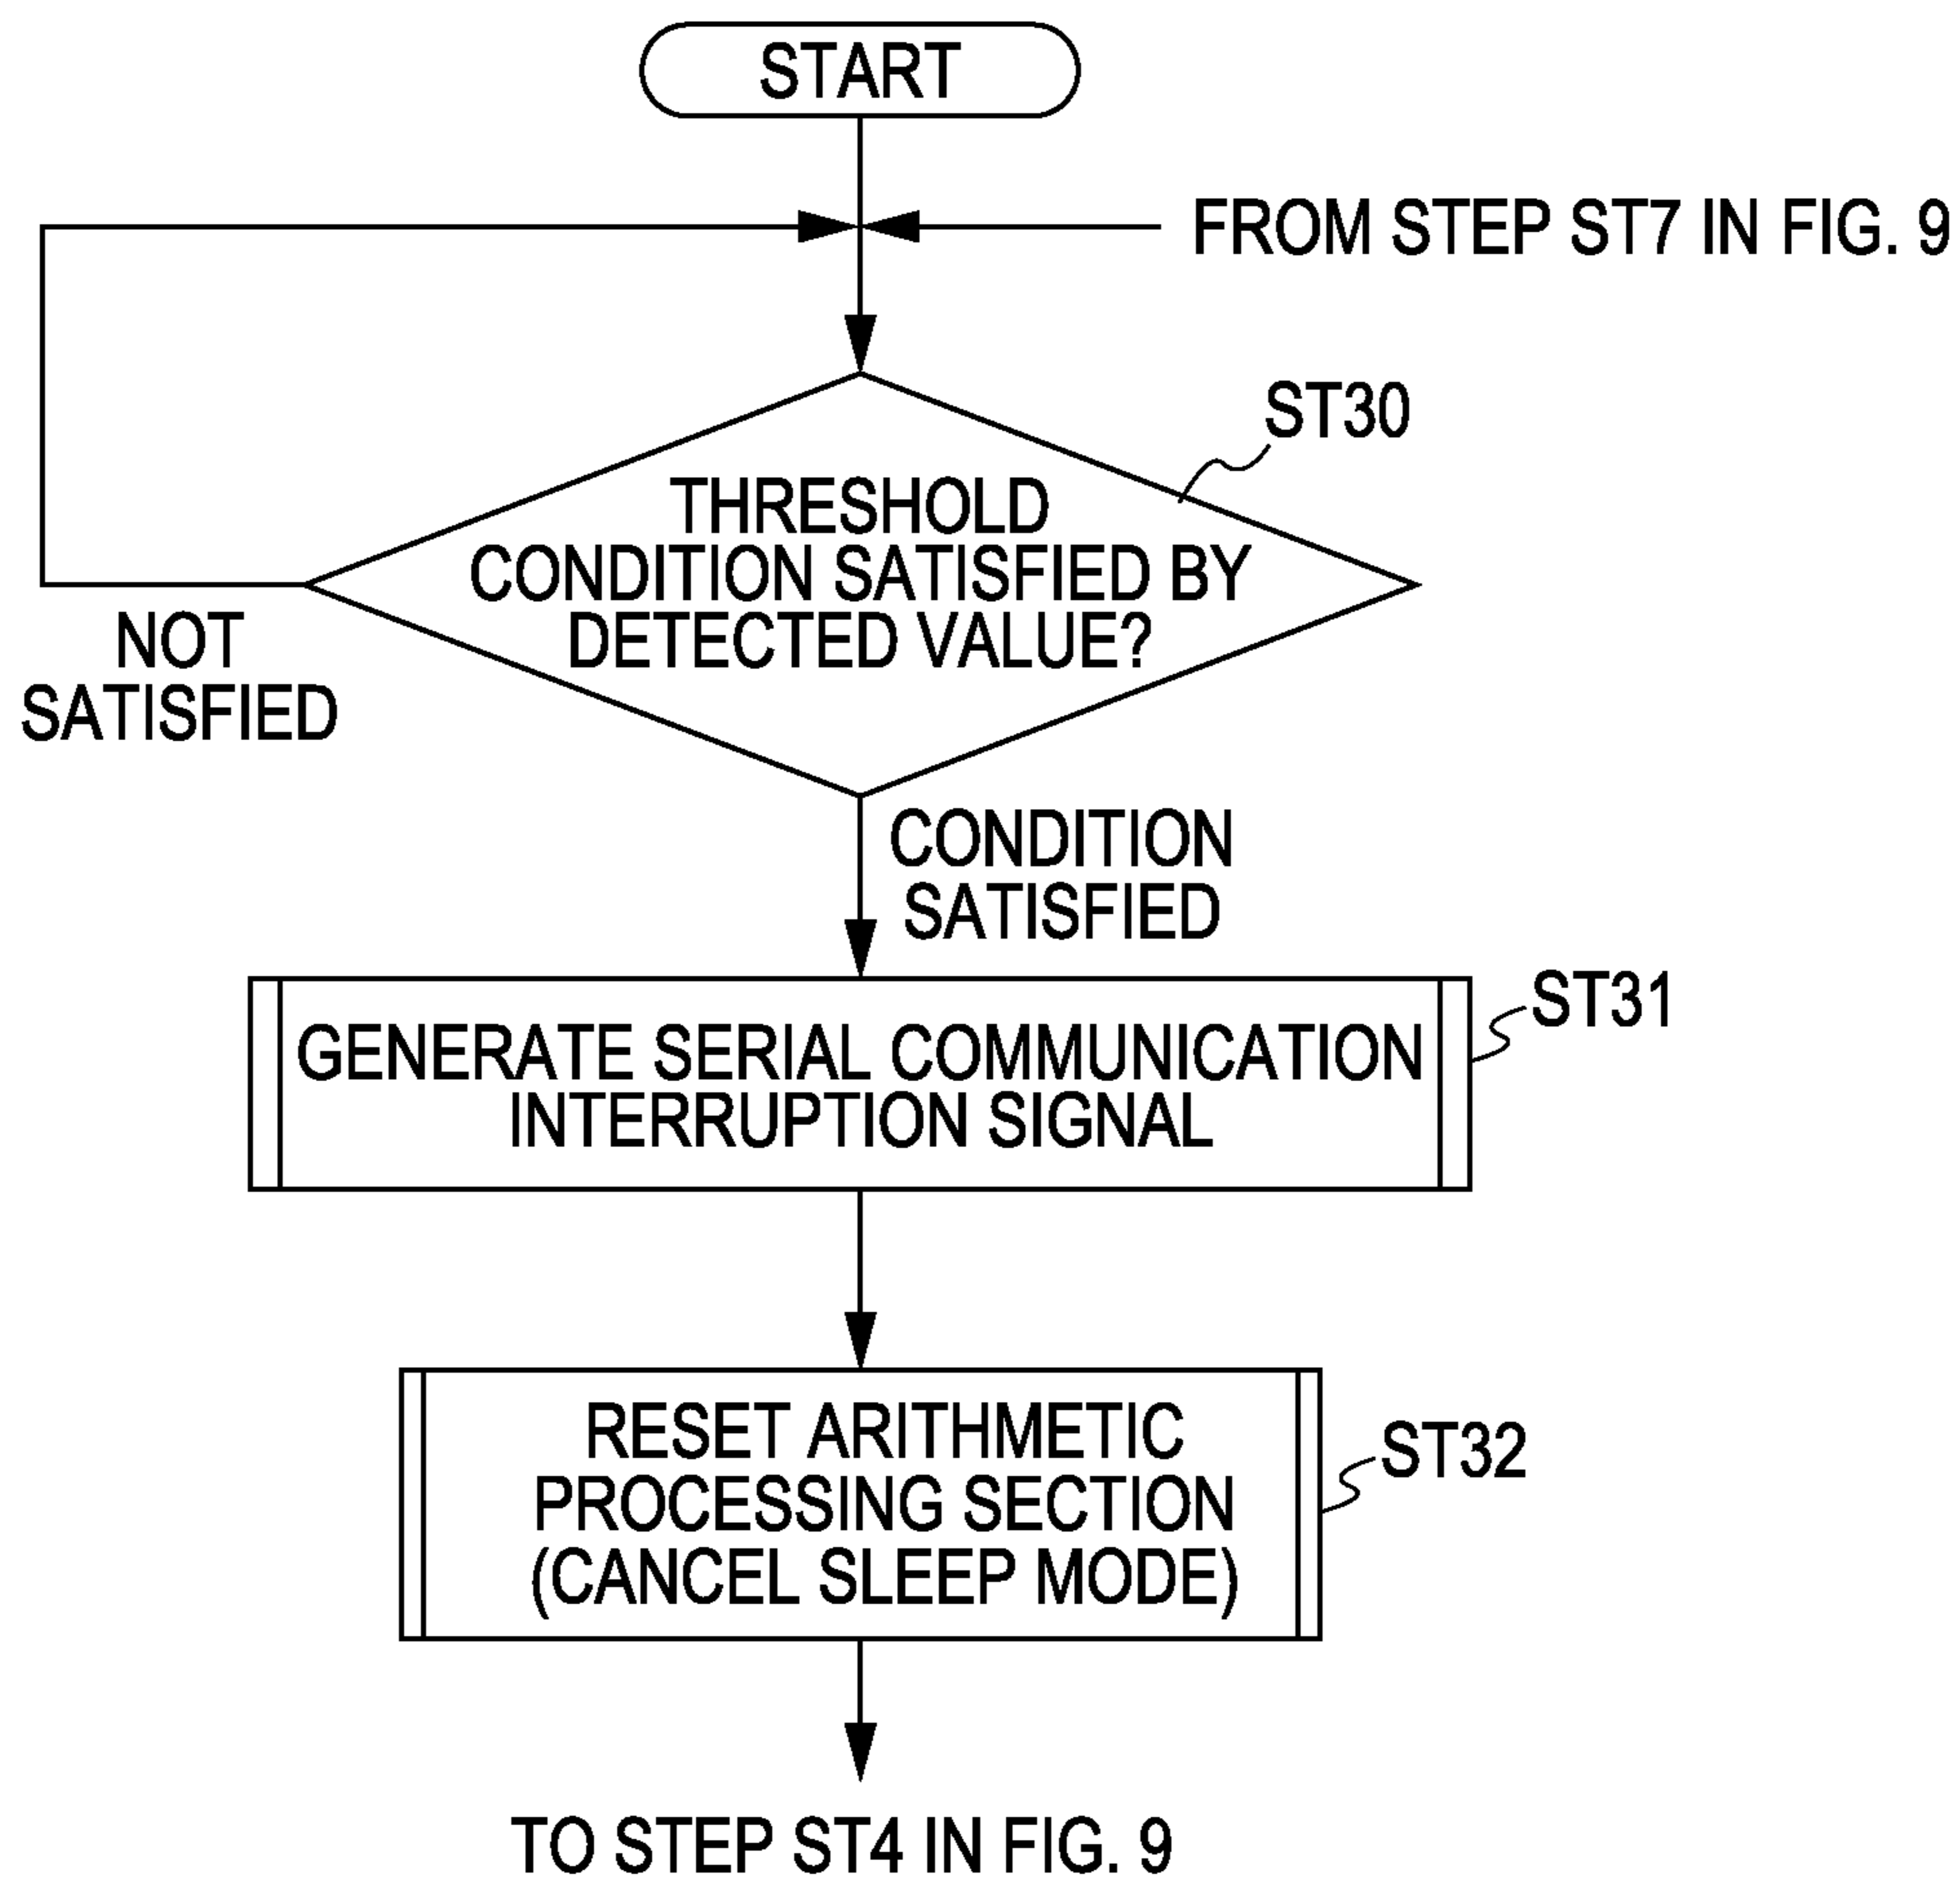 START
FROM STEP ST7 IN FIG. 9
ST30
THRESHOLD
CONDITION SATISFIED BY
DETECTED VALUE?
NOT
SATISFIED
CONDITION
SATISFIED
ST31
GENERATE SERIAL COMMUNICATION
INTERRUPTION SIGNAL
RESET ARITHMETIC
ST32
PROCESSING SECTION
(CANCEL SLEEP MODE)
TO STEP ST4 IN FIG. 9